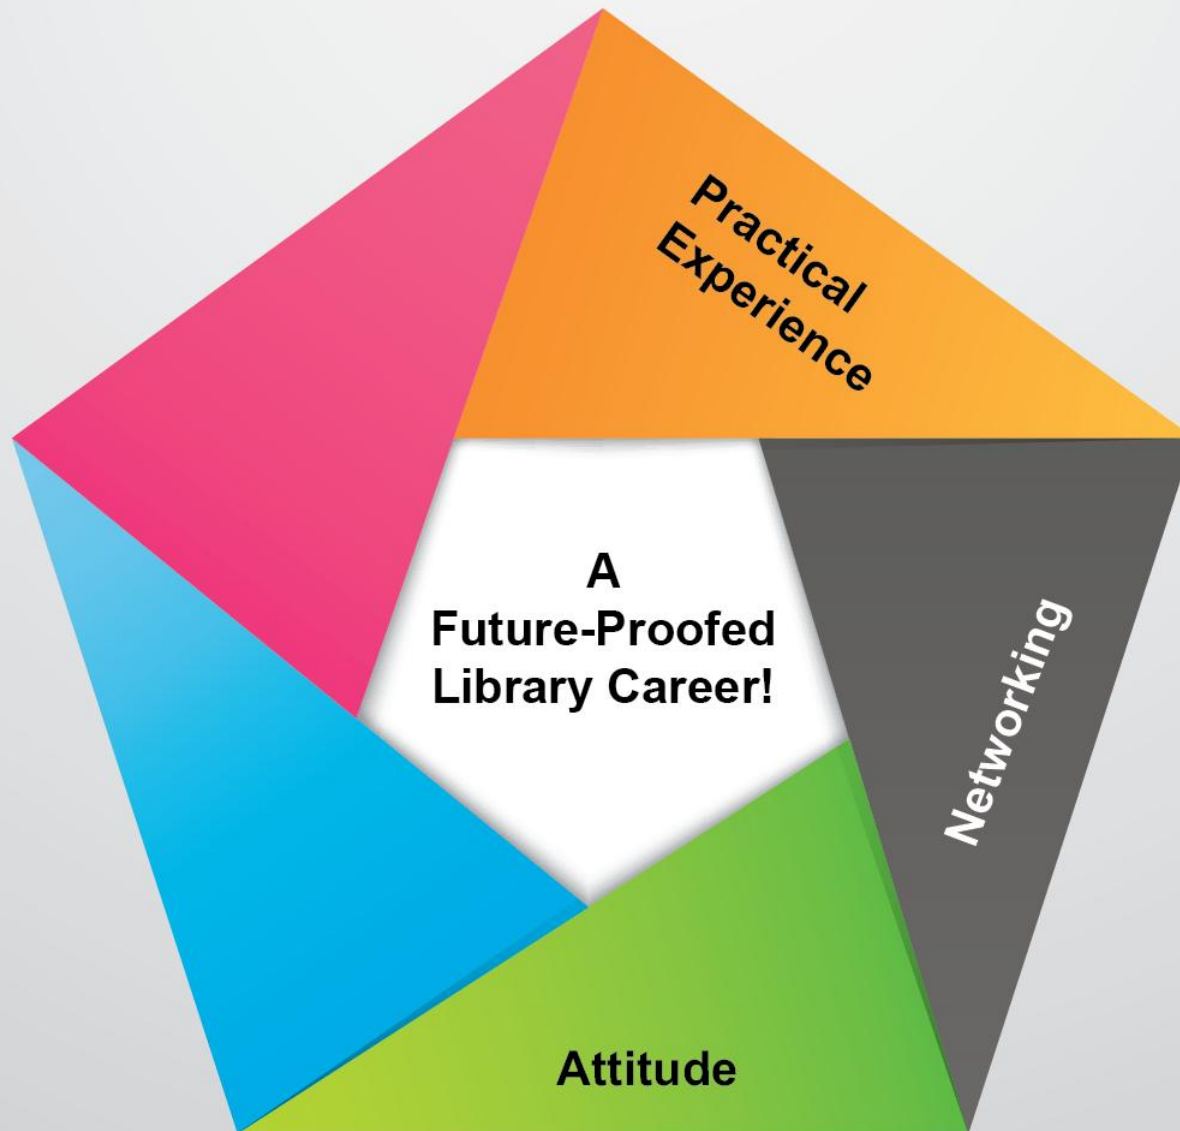 Practical
Experience
A
Future-Proofed
Library Career!
Networking
Attitude